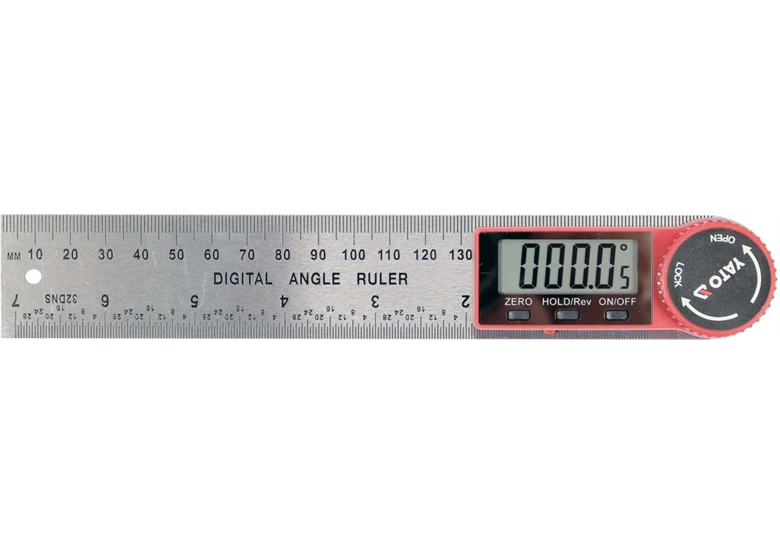 MM 10 20 30 40 50 60 70 80 90 100 110 120 130
DIGITAL ANGLE RULER
7 32DNS 6 5 4 3 2
000.05°
ZERO HOLD/Rev ON/OFF
OPEN
YATO
LOCK